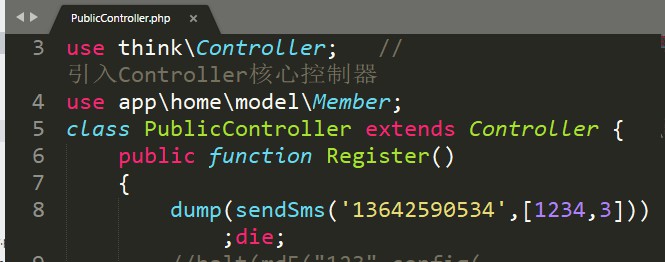 PublicController.php ×
3 use think\Controller; //
引入Controller核心控制器
4 use app\home\model\Member;
5 class PublicController extends Controller {
6 public function Register()
7 {
8 dump(sendSms('13642590534',[1234,3]))
;die;